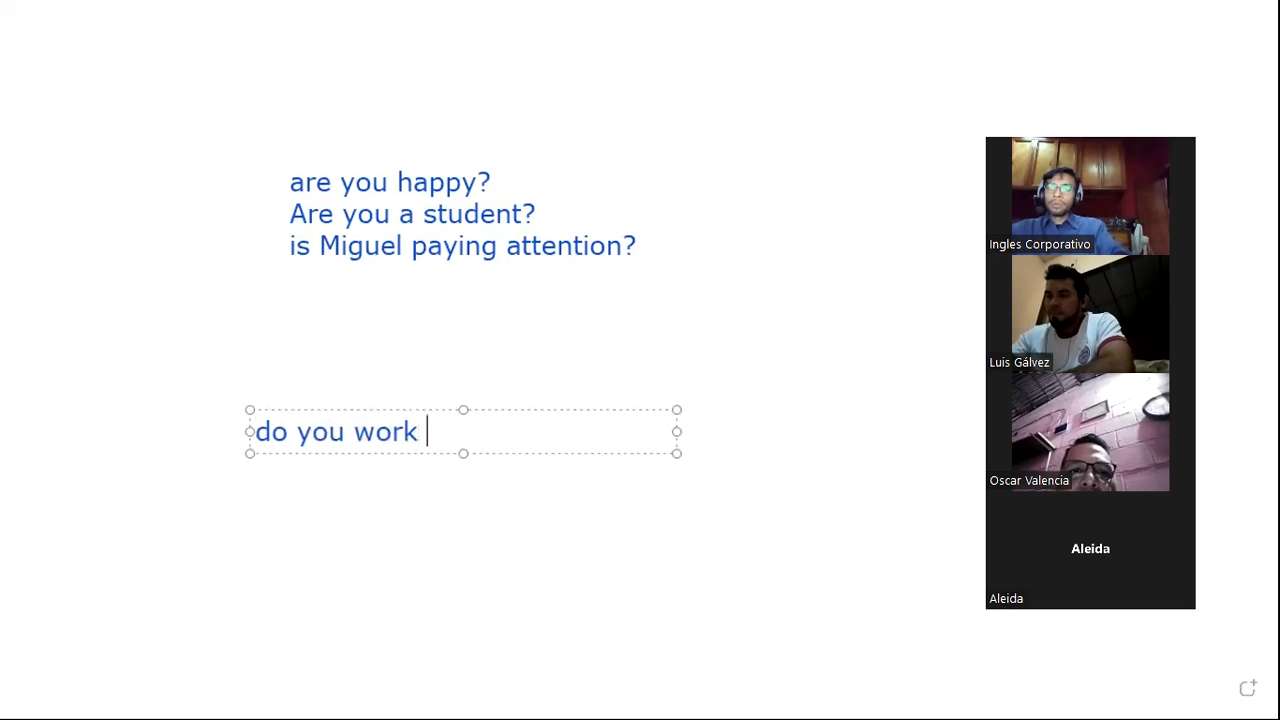 are you happy?
Are you a student?
is Miguel paying attention?
do you work
Ingles Corporativo
Luis Gálvez
Oscar Valencia
Aleida
Aleida